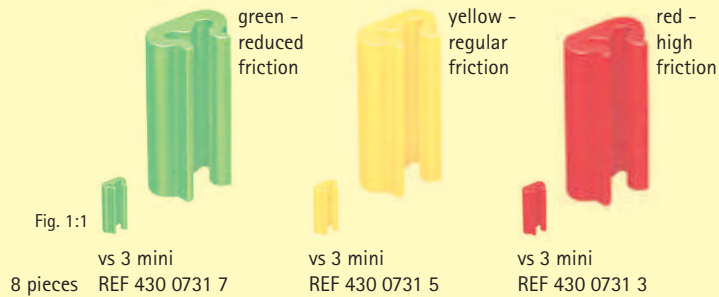 green -
reduced
friction
yellow -
regular
friction
red -
high
friction
Fig. 1:1
vs 3 mini
vs 3 mini
vs 3 mini
8 pieces REF 430 0731 7
REF 430 0731 5
REF 430 0731 3